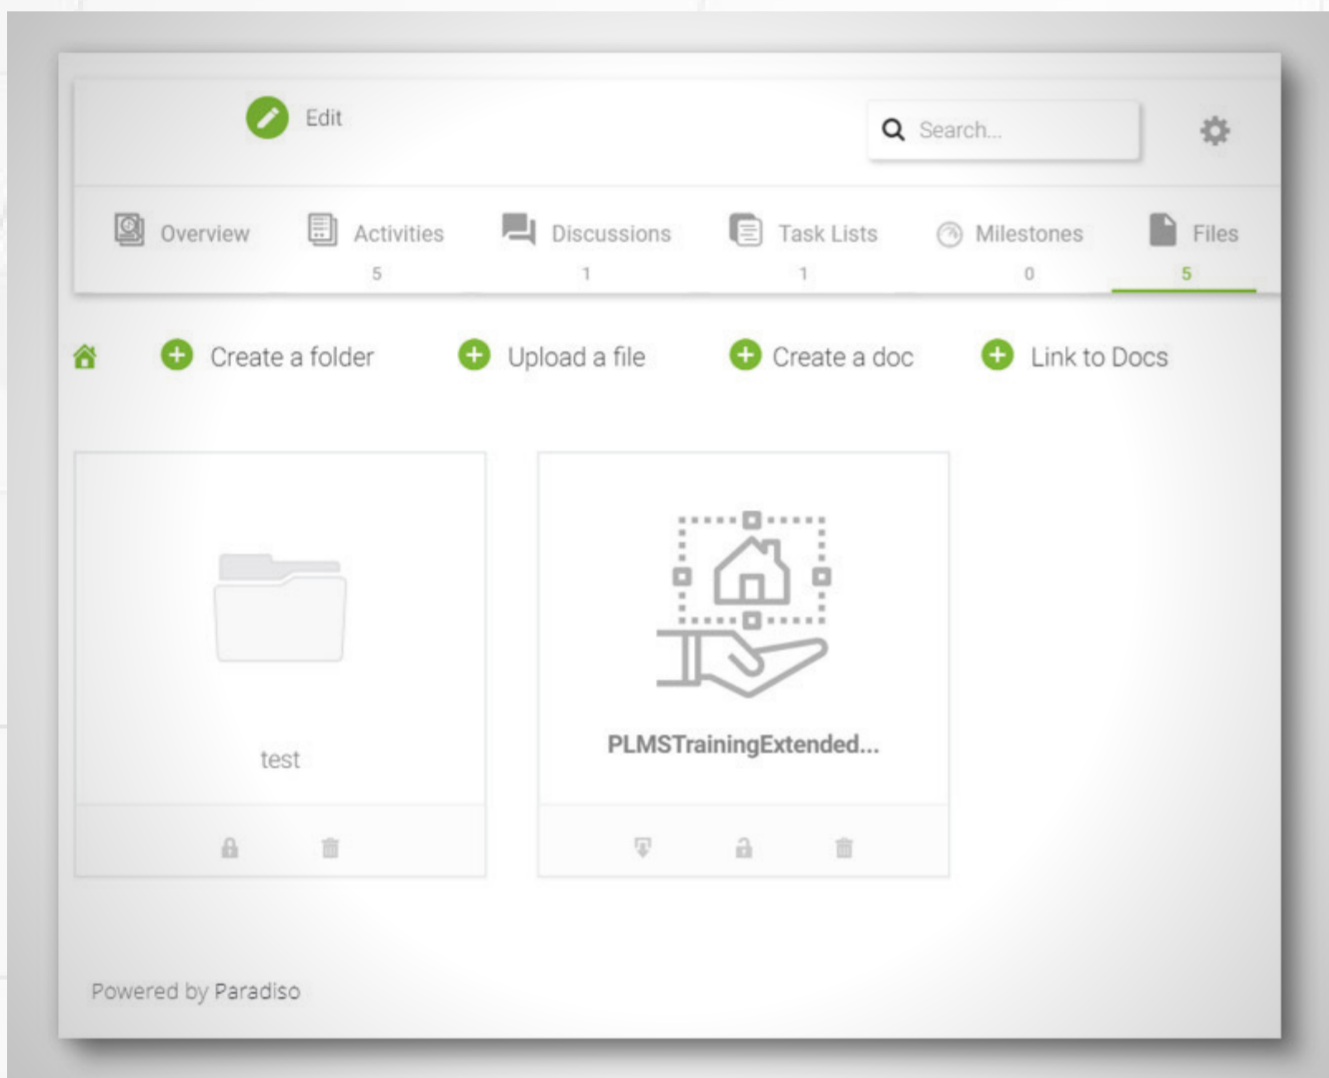 Edit
Search...
Overview
Activities
5
Discussions
1
Task Lists
1
Milestones
0
Files
5
Create a folder
Upload a file
Create a doc
Link to Docs
test
PLMSTrainingExtended...
Powered by Paradiso